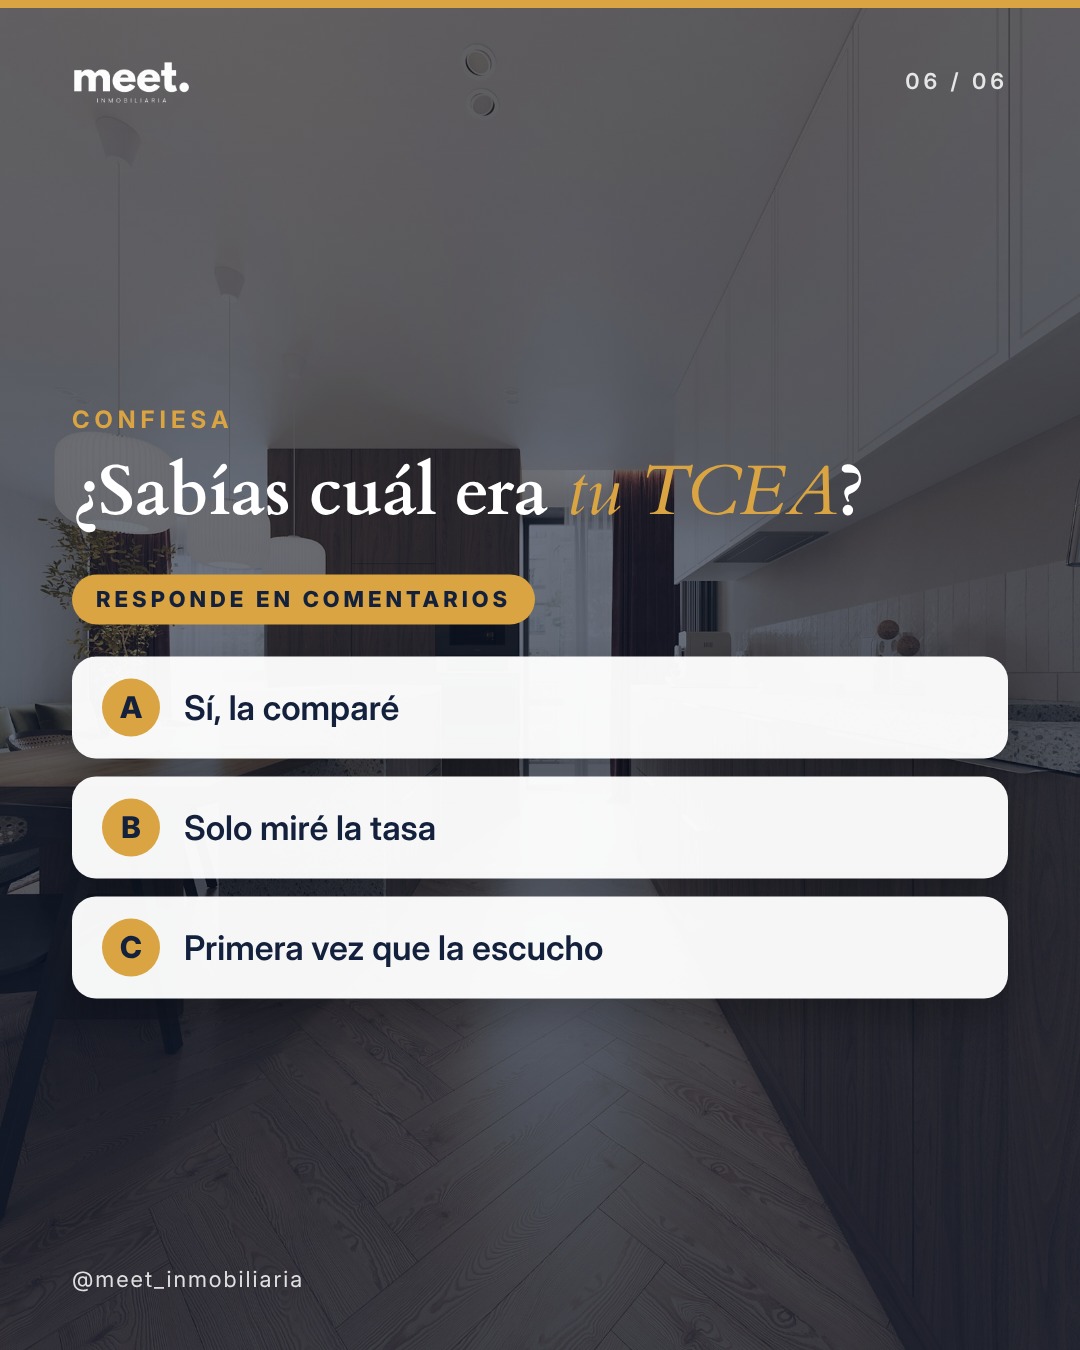 meet.
INMOBILIARIA
06 / 06
CONFIESA
¿Sabías cuál era tu TCEA?
RESPONDE EN COMENTARIOS
A Sí, la comparé
B Solo miré la tasa
C Primera vez que la escucho
@meet_inmobiliaria